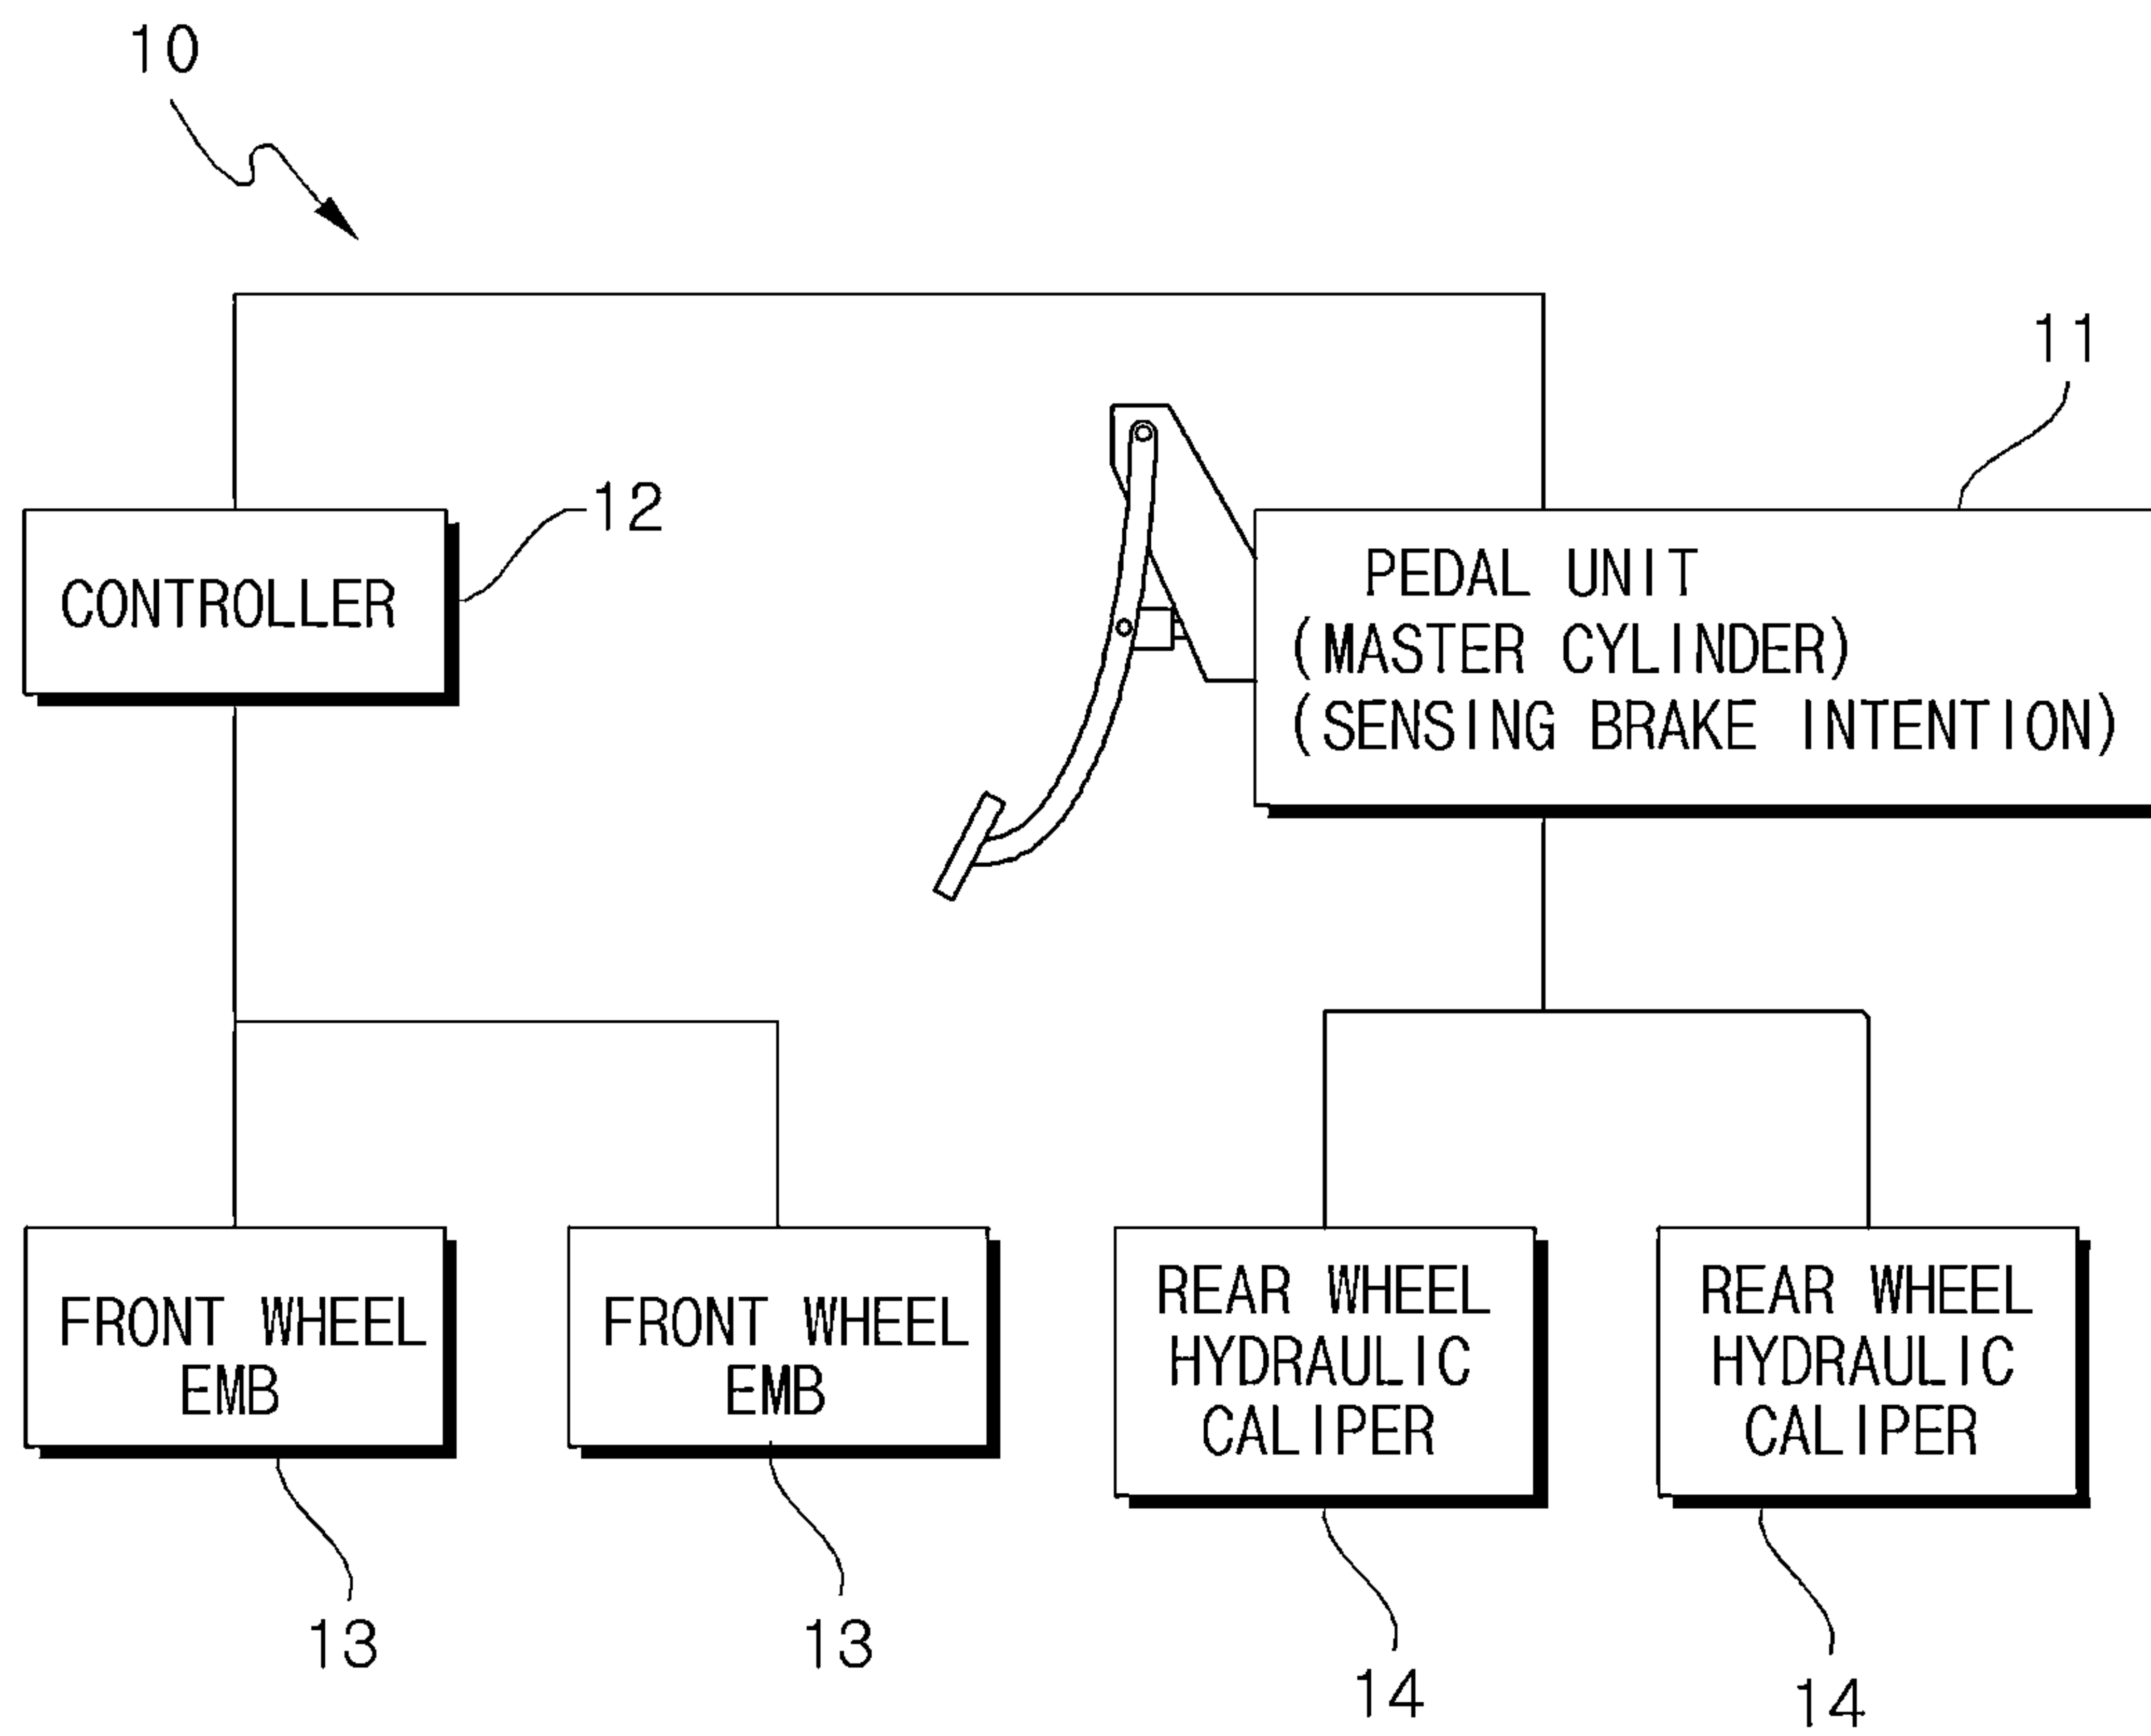 10
11
12
CONTROLLER
PEDAL UNIT
(MASTER CYLINDER)
(SENSING BRAKE INTENTION)
FRONT WHEEL
EMB
FRONT WHEEL
EMB
REAR WHEEL
HYDRAULIC
CALIPER
REAR WHEEL
HYDRAULIC
CALIPER
13
13
14
14